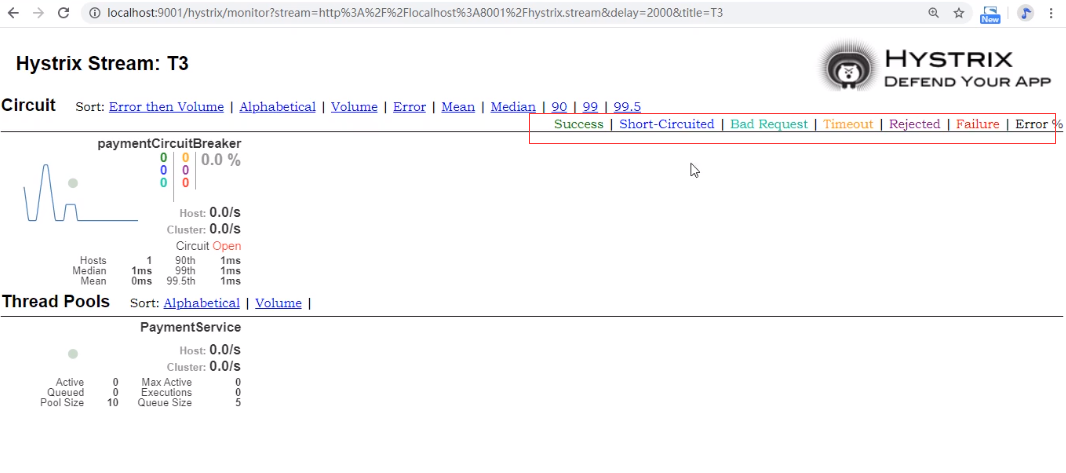 localhost:9001/hystrix/monitor?stream=http%3A%2F%2Flocalhost%3A8001%2Fhystrix.stream&delay=2000&title=T3
New
Hystrix Stream: T3
HYSTRIX
DEFEND YOUR APP
Circuit Sort: Error then Volume | Alphabetical | Volume | Error | Mean | Median | 90 | 99 | 99.5
Success | Short-Circuited | Bad Request | Timeout | Rejected | Failure | Error %
paymentCircuitBreaker
0 0 0.0 %
0 0
0 0
Host: 0.0/s
Cluster: 0.0/s
Circuit Open
Hosts 1 90th 1ms
Median 1ms 99th 1ms
Mean 0ms 99.5th 1ms
Thread Pools Sort: Alphabetical | Volume |
PaymentService
Host: 0.0/s
Cluster: 0.0/s
Active 0 Max Active 0
Queued 0 Executions 0
Pool Size 10 Queue Size 5